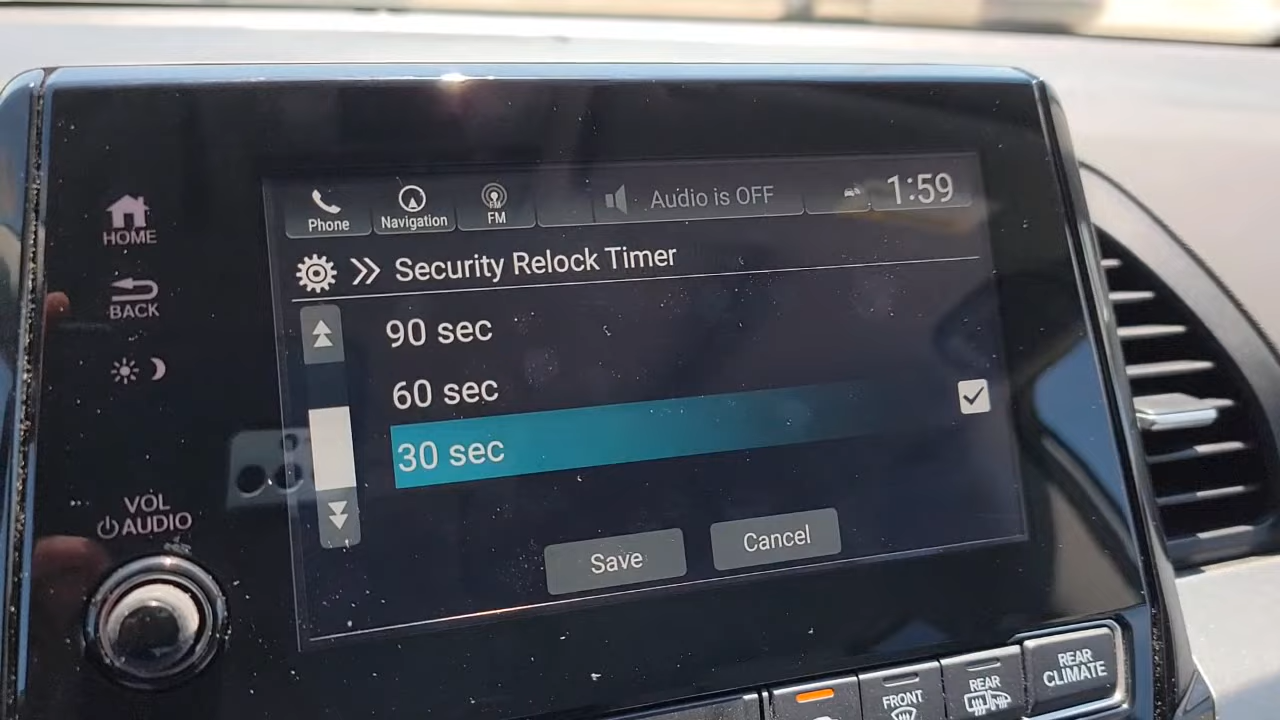 HOME
BACK
VOL
AUDIO
Phone
Navigation
FM
FM
Audio is OFF
1:59
Security Relock Timer
90 sec
60 sec
30 sec
Save
Cancel
FRONT
REAR
REAR
CLIMATE